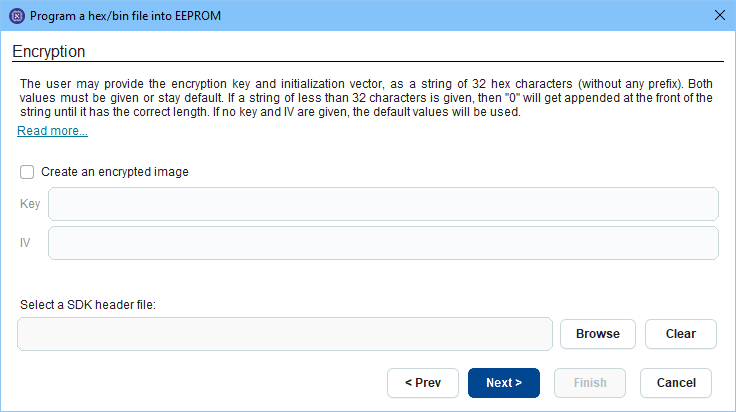 Program a hex/bin file into EEPROM
Encryption
The user may provide the encryption key and initialization vector, as a string of 32 hex characters (without any prefix). Both
values must be given or stay default. If a string of less than 32 characters is given, then "0" will get appended at the front of the
string until it has the correct length. If no key and IV are given, the default values will be used.
Read more...
Create an encrypted image
Key
IV
Select a SDK header file:
Browse
Clear
< Prev
Next >
Finish
Cancel